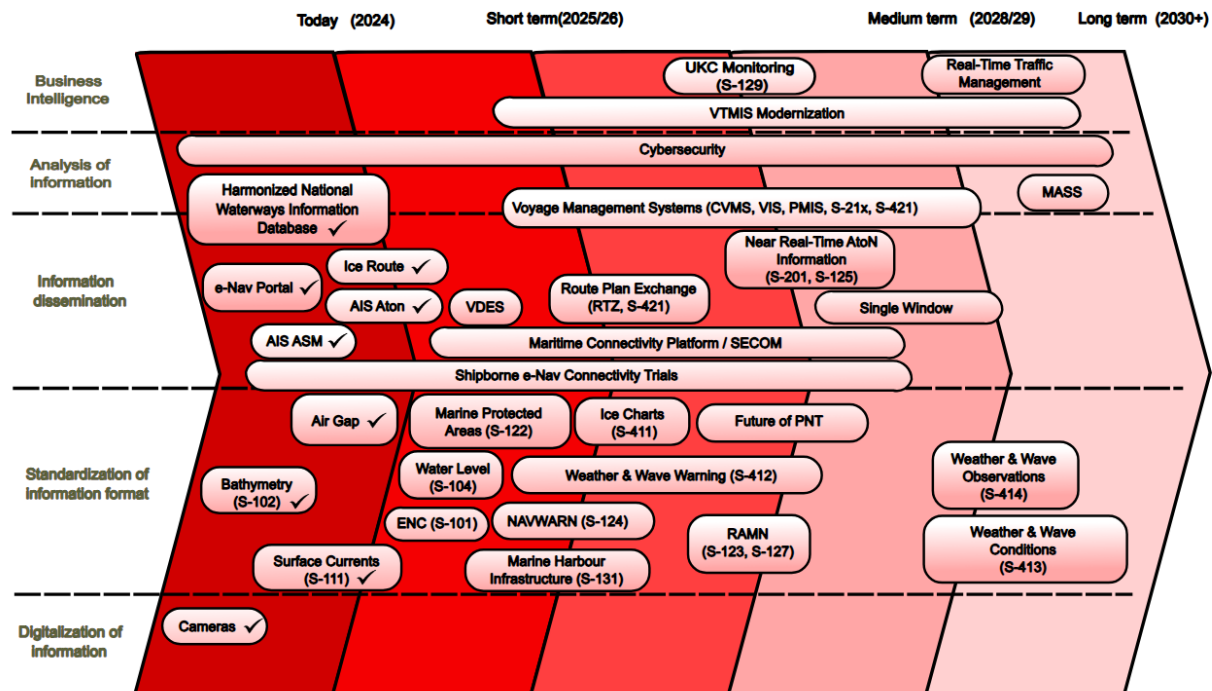 Today (2024)
Short term(2025/26)
Medium term (2028/29)
Long term (2030+)
Business
Intelligence
UKC Monitoring
(S-129)
Real-Time Traffic
Management
VTMIS Modernization
Analysis of
Information
Cybersecurity
Harmonized National
Waterways Information
Database ✓
Voyage Management Systems (CVMS, VIS, PMIS, S-21x, S-421)
MASS
Information
dissemination
Near Real-Time AtoN
Information
(S-201, S-125)
Ice Route ✓
e-Nav Portal ✓
AIS Aton ✓
VDES
Route Plan Exchange
(RTZ, S-421)
Single Window
AIS ASM ✓
Maritime Connectivity Platform / SECOM
Shipborne e-Nav Connectivity Trials
Standardization of
information format
Air Gap ✓
Marine Protected
Areas (S-122)
Ice Charts
(S-411)
Future of PNT
Bathymetry
(S-102) ✓
Water Level
(S-104)
Weather & Wave Warning (S-412)
Weather & Wave
Observations
(S-414)
ENC (S-101)
NAVWARN (S-124)
RAMN
(S-123, S-127)
Weather & Wave
Conditions
(S-413)
Surface Currents
(S-111) ✓
Marine Harbour
Infrastructure (S-131)
Digitalization of
information
Cameras ✓